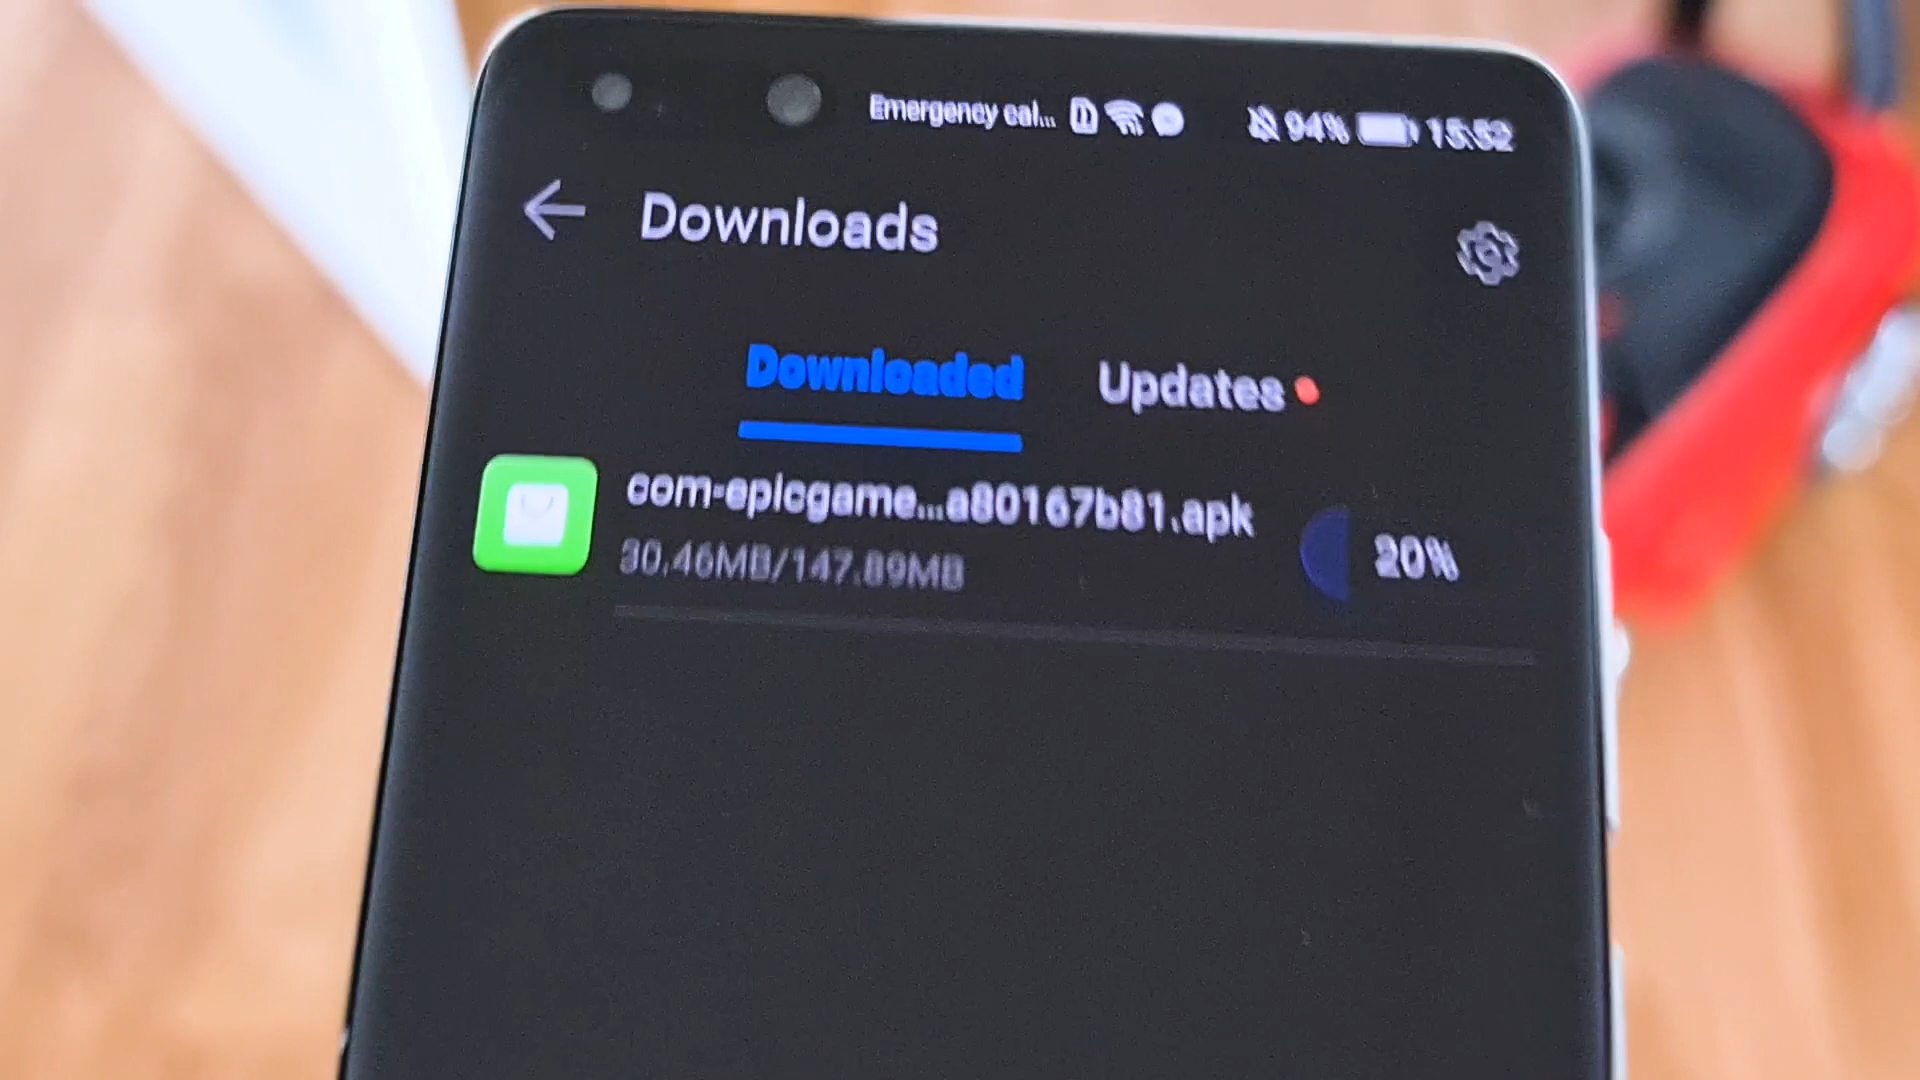 Emergency cal... 94% 15:52
Downloads
Downloaded Updates
com-epicgame...a80167b81.apk
30.46MB/147.89MB
20%